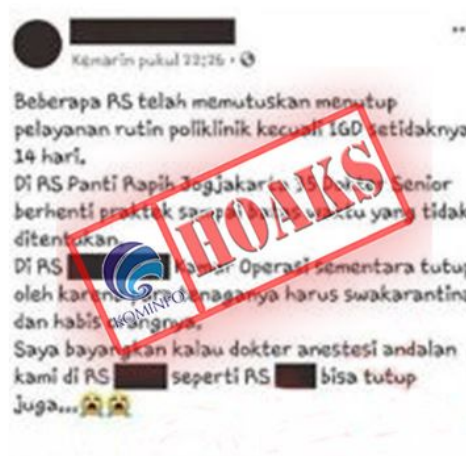 Kemarin pukul 22:26
Beberapa RS telah memutuskan menutup
pelayanan rutin poliklinik kecuali IGD setidaknya
14 hari.
Di RS Panti Rapih Jogjakarta 35 Dokter Senior
berhenti praktek sampai batas waktu yang tidak
ditentukan.
Di RS Kamar Operasi sementara tutup
oleh karena para tenaganya harus swakarantina
dan habis orangnya.
Saya bayangkan kalau dokter anestesi andalan
kami di RS seperti RS bisa tutup
juga...
HOAKS
KOMINFO